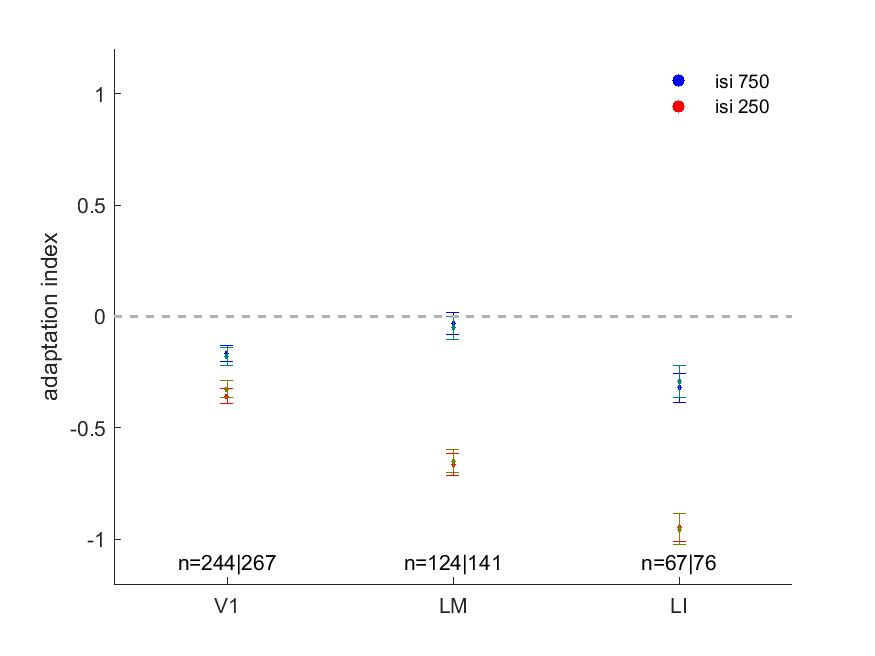 isi 750
isi 250
1
0.5
0
-0.5
-1
adaptation index
n=244|267
n=124|141
n=67|76
V1
LM
LI